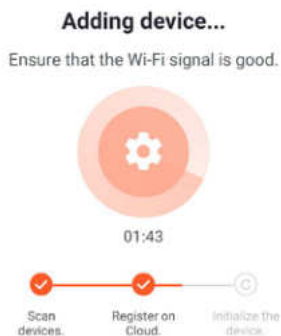 Adding device...
Ensure that the Wi-Fi signal is good.
01:43
Scan devices.
Register on Cloud.
Initialize the device.